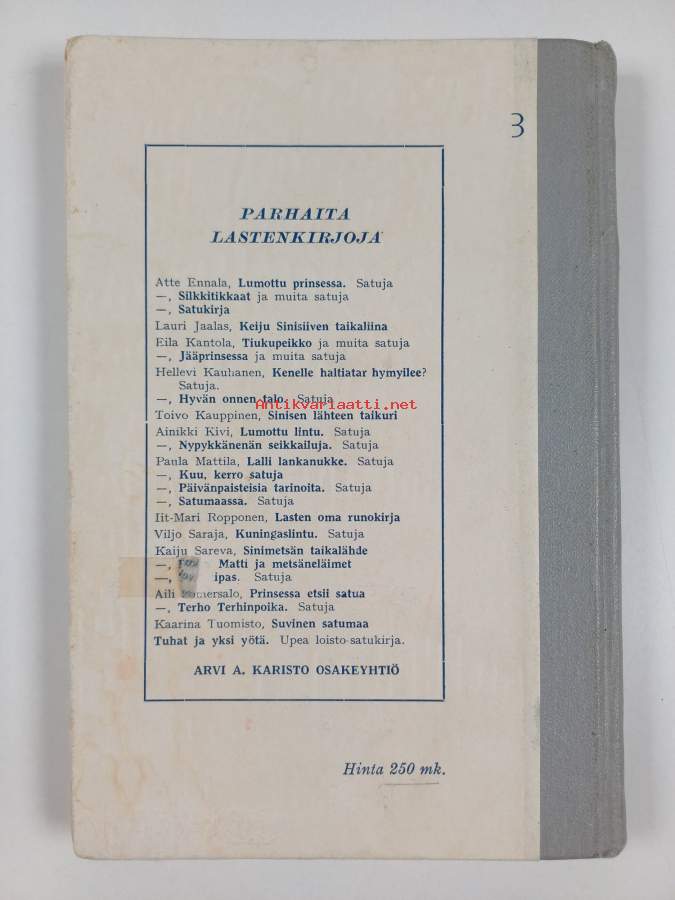 3
PARHAITA
LASTENKIRJOJA
Atte Ennala, Lumottu prinsessa. Satuja
—, Silkkitikkaat ja muita satuja
—, Satukirja
Lauri Jaalas, Keiju Sinisiiven taikaliina
Eila Kantola, Tiukupeikko ja muita satuja
—, Jääprinsessa ja muita satuja
Hellevi Kauhanen, Kenelle haltiatar hymyilee?
Satuja.
—, Hyvän onnen talo. Satuja
Antikvariaatti.net
Toivo Kauppinen, Sinisen lähteen taikuri
Ainikki Kivi, Lumottu lintu. Satuja
—, Nypykkänenän seikkailuja. Satuja
Paula Mattila, Lalli lankanukke. Satuja
—, Kuu, kerro satuja
—, Päivänpaisteisia tarinoita. Satuja
—, Satumaassa. Satuja
Iit-Mari Ropponen, Lasten oma runokirja
Viljo Saraja, Kuningaslintu. Satuja
Kaiju Sareva, Sinimetsän taikalähde
—, Matti ja metsäneläimet
—, ipas. Satuja
Aili Somersalo, Prinsessa etsii satua
—, Terho Terhinpoika. Satuja
Kaarina Tuomisto, Suvinen satumaa
Tuhat ja yksi yötä. Upea loisto-satukirja.
ARVI A. KARISTO OSAKEYHTIÖ
Hinta 250 mk.